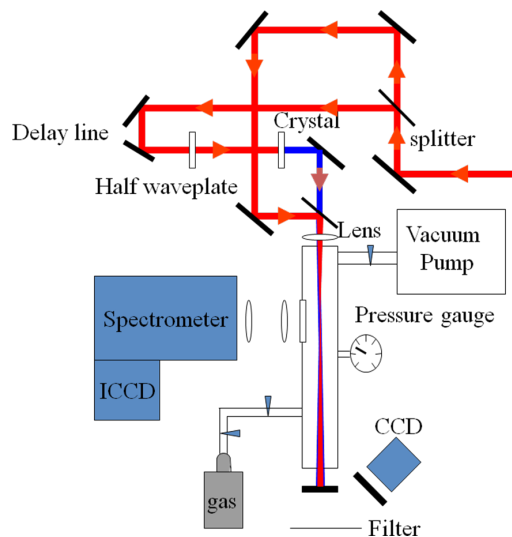 Crystal
Delay line
splitter
Half waveplate
Lens
Vacuum
Pump
Spectrometer
Pressure gauge
ICCD
CCD
gas
Filter